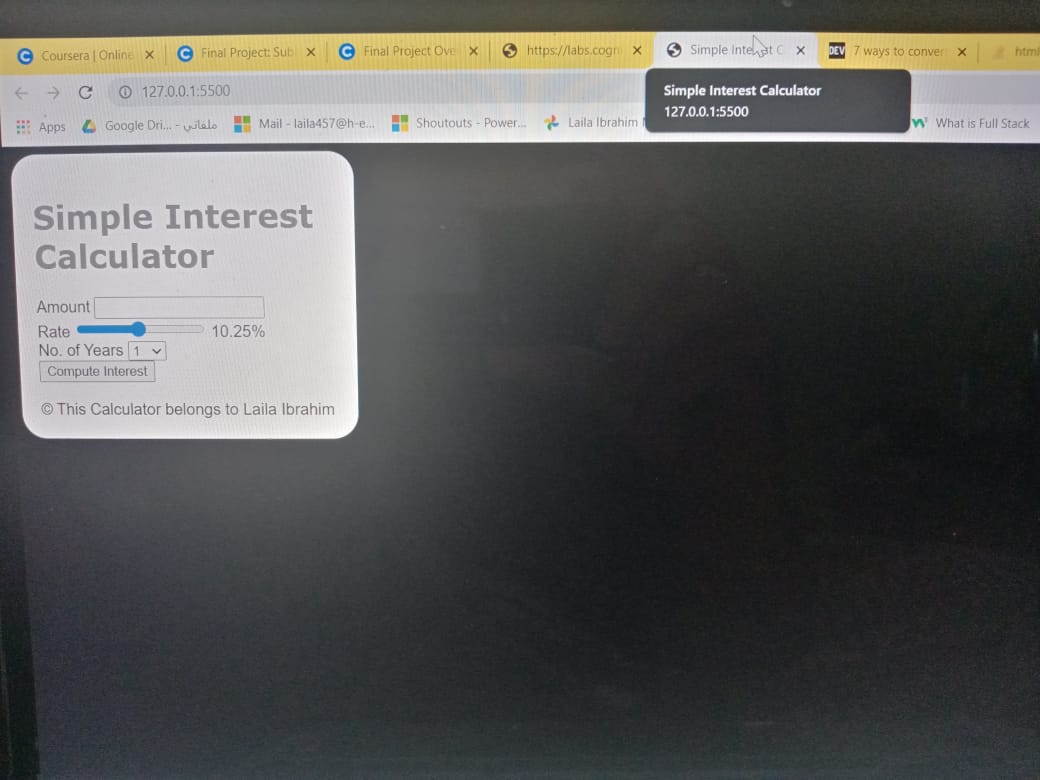 Coursera | Online
Final Project: Sub
Final Project Ove
https://labs.cogn
Simple Inte st C
DEV 7 ways to conver
html
127.0.0.1:5500
Simple Interest Calculator
127.0.0.1:5500
Apps
Google Dri... - ملفاتي
Mail - laila457@h-e...
Shoutouts - Power...
Laila Ibrahim
What is Full Stack
Simple Interest
Calculator
Amount
Rate 10.25%
No. of Years 1
Compute Interest
© This Calculator belongs to Laila Ibrahim